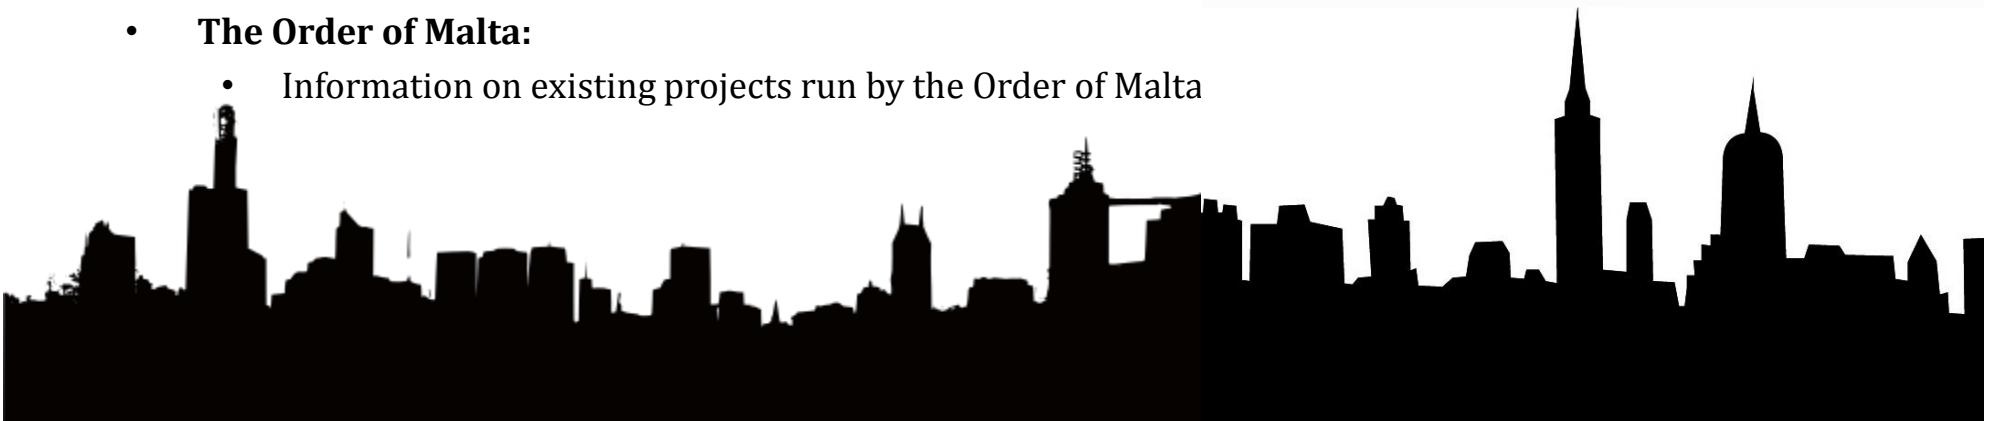 • The Order of Malta:
• Information on existing projects run by the Order of Malta